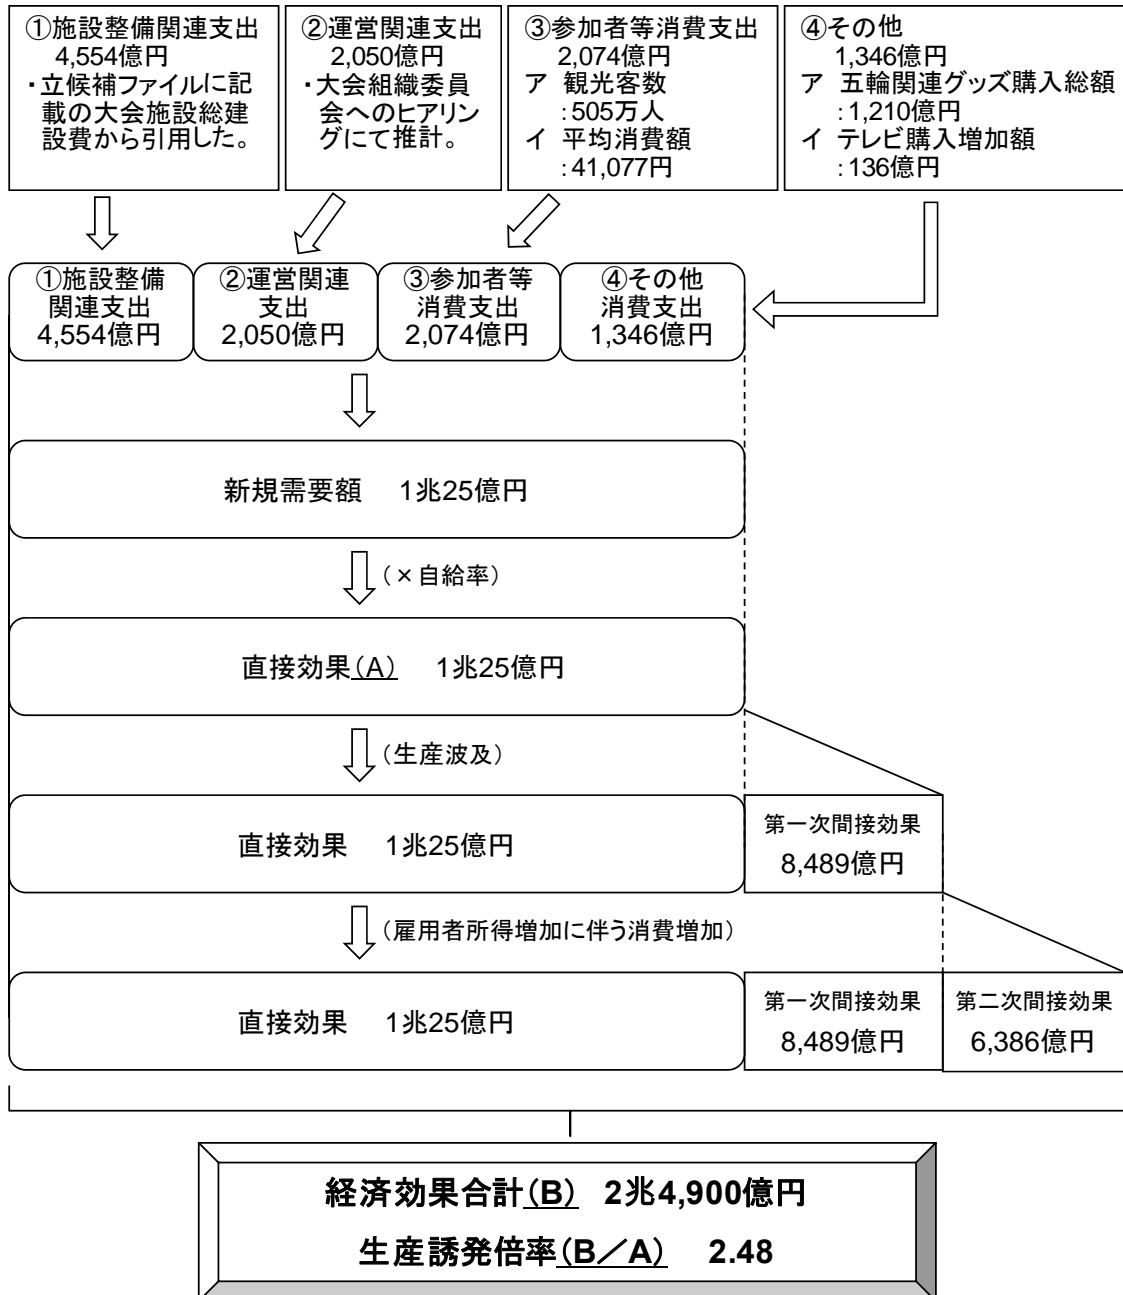 ①施設整備関連支出
4,554億円
・立候補ファイルに記
載の大会施設総建
設費から引用した。
②運営関連支出
2,050億円
・大会組織委員
会へのヒアリン
グにて推計。
③参加者等消費支出
2,074億円
ア 観光客数
:505万人
イ 平均消費額
:41,077円
④その他
1,346億円
ア 五輪関連グッズ購入総額
:1,210億円
イ テレビ購入増加額
:136億円
①施設整備
関連支出
4,554億円
②運営関連
支出
2,050億円
③参加者等
消費支出
2,074億円
④その他
消費支出
1,346億円
新規需要額 1兆25億円
(×自給率)
直接効果(A) 1兆25億円
(生産波及)
直接効果 1兆25億円
第一次間接効果
8,489億円
(雇用者所得増加に伴う消費増加)
直接効果 1兆25億円
第一次間接効果
8,489億円
第二次間接効果
6,386億円
経済効果合計(B) 2兆4,900億円
生産誘発倍率(B/A) 2.48